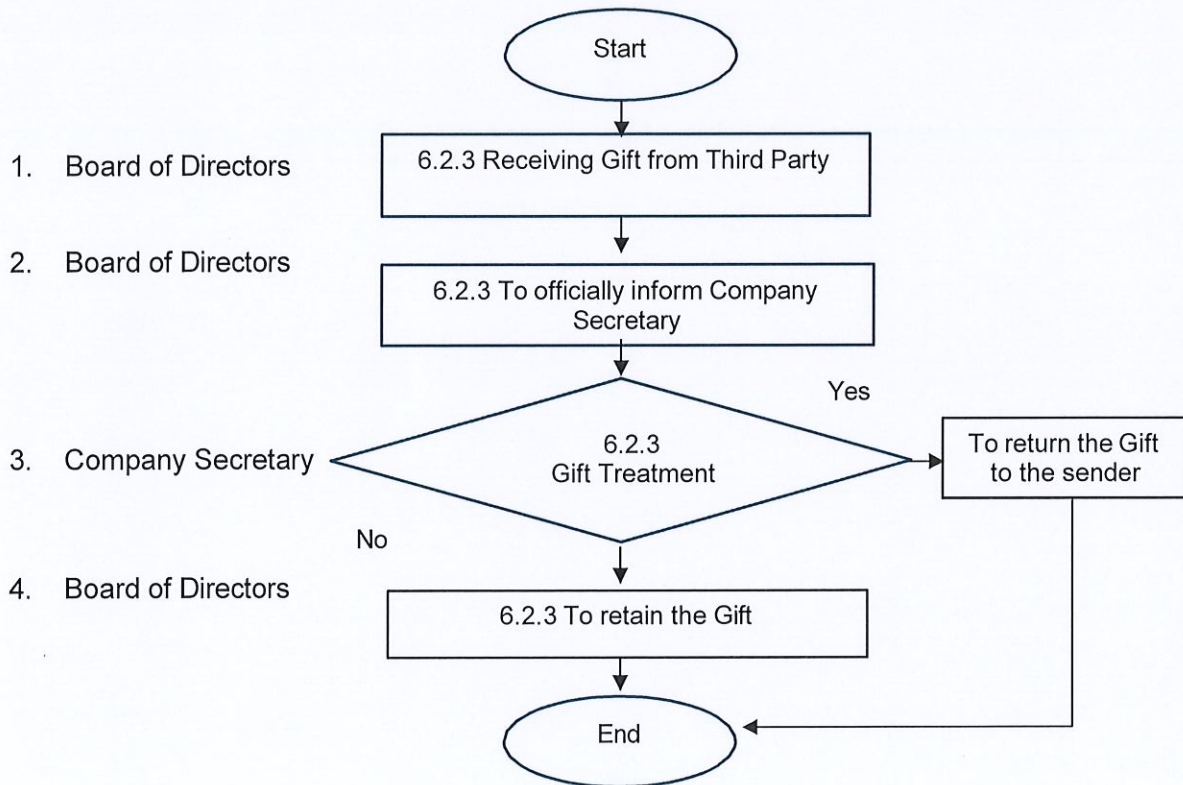 Start
1. Board of Directors
6.2.3 Receiving Gift from Third Party
2. Board of Directors
6.2.3 To officially inform Company
Secretary
Yes
3. Company Secretary
6.2.3
Gift Treatment
To return the Gift
to the sender
No
4. Board of Directors
6.2.3 To retain the Gift
End